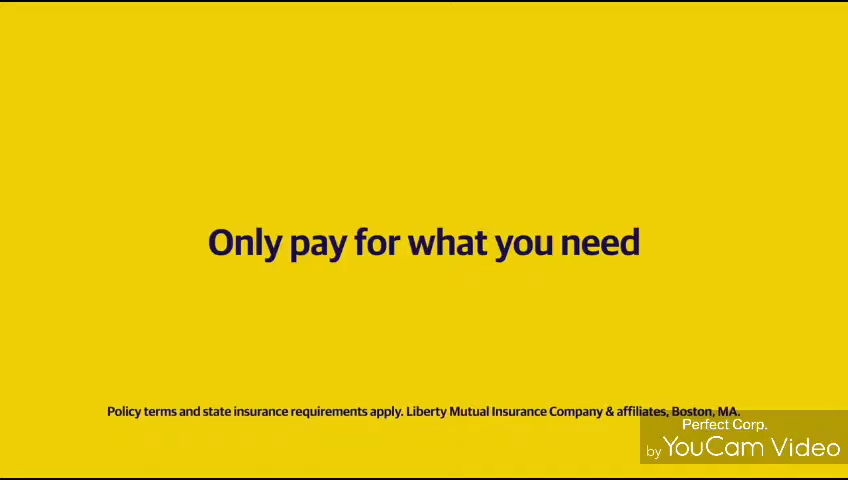 Only pay for what you need
Policy terms and state insurance requirements apply. Liberty Mutual Insurance Company & affiliates, Boston, MA.
Perfect Corp.
by YouCam Video